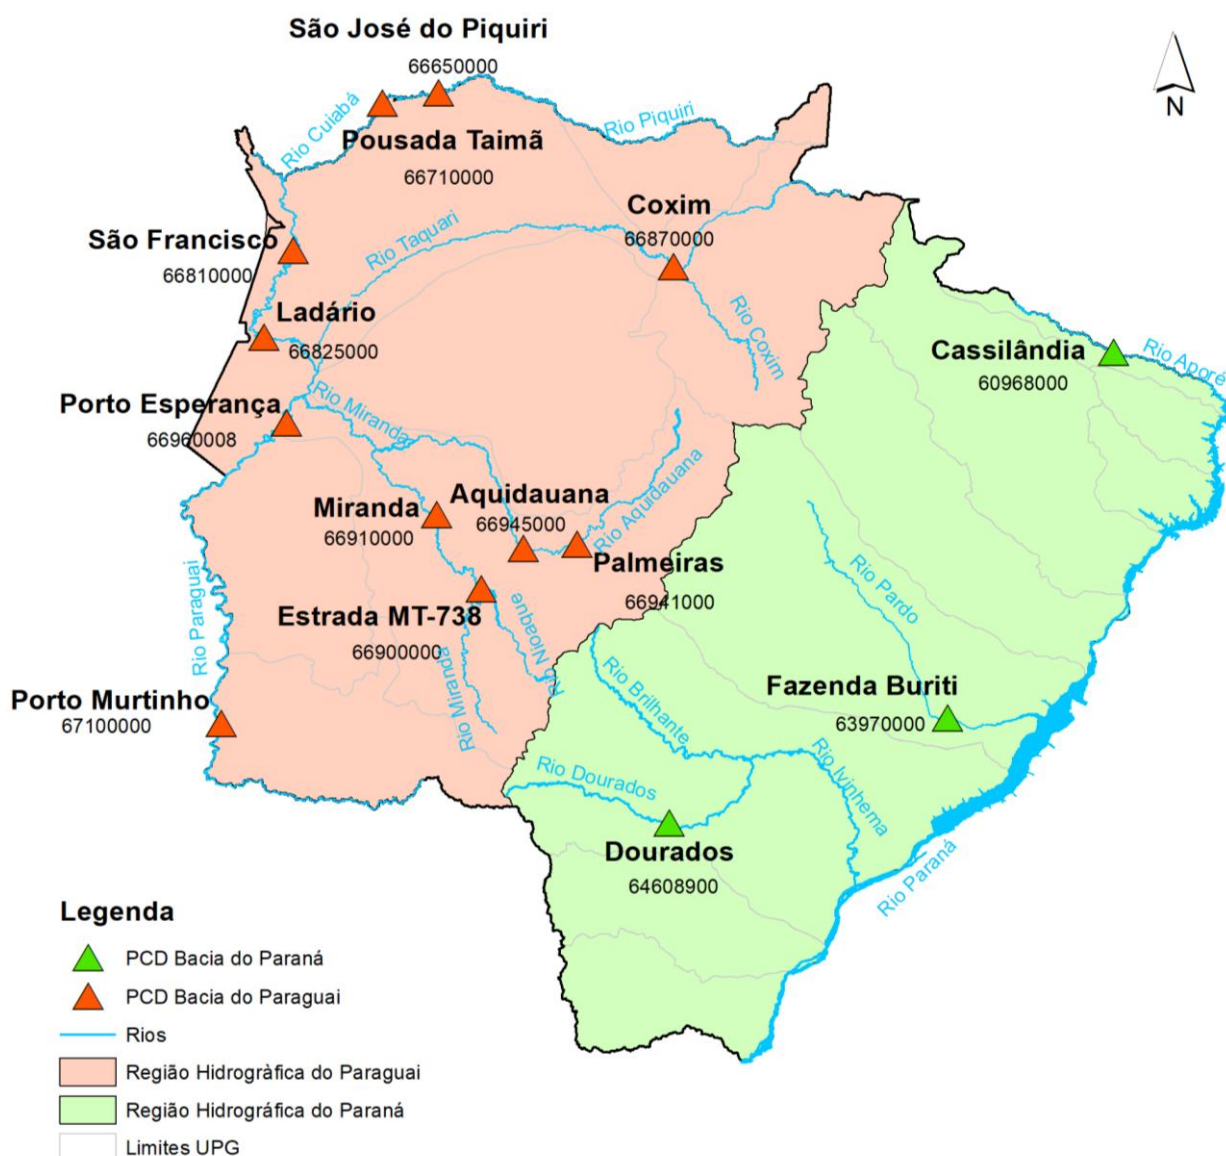 São José do Piquiri
66650000
N
Rio Cuiabá
Rio Piquiri
Pousada Taimã
66710000
Coxim
66870000
São Francisco
66810000
Rio Taquari
Ladário
66825000
Rio Coxim
Cassilândia
60968000
Rio Aporé
Porto Esperança
66960008
Rio Miranda
Aquidauana
66945000
Rio Aquidauana
Miranda
66910000
Palmeiras
66941000
Rio Pardo
Rio Paraguai
Estrada MT-738
66900000
Rio Nioaque
Rio Miranda
Rio Brilhante
Fazenda Buriti
63970000
Porto Murtinho
67100000
Rio Dourados
Rio Ivinhema
Dourados
64608900
Rio Paraná
Legenda
PCD Bacia do Paraná
PCD Bacia do Paraguai
Rios
Região Hidrogràfica do Paraguai
Região Hidrográfica do Paraná
Limites UPG